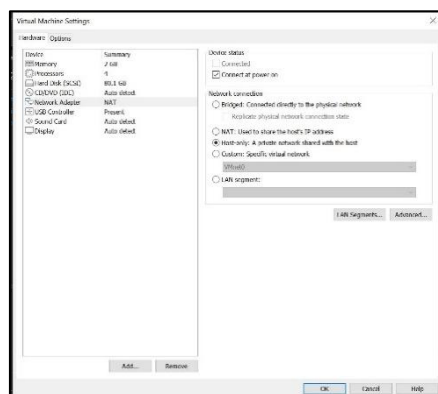 Virtual Machine Settings
Hardware Options
Device Summary
Memory 2 GB
Processors 4
Hard Disk (SCSI) 80.1 GB
CD/DVD (IDE) Auto detect
Network Adapter NAT
USB Controller Present
Sound Card Auto detect
Display Auto detect
Add... Remove
Device status
Connected
Connect at power on
Network connection
Bridged: Connected directly to the physical network
Replicate physical network connection state
NAT: Used to share the host's IP address
Host-only: A private network shared with the host
Custom: Specific virtual network
VMnet0
LAN segment:
LAN Segments... Advanced...
OK Cancel Help